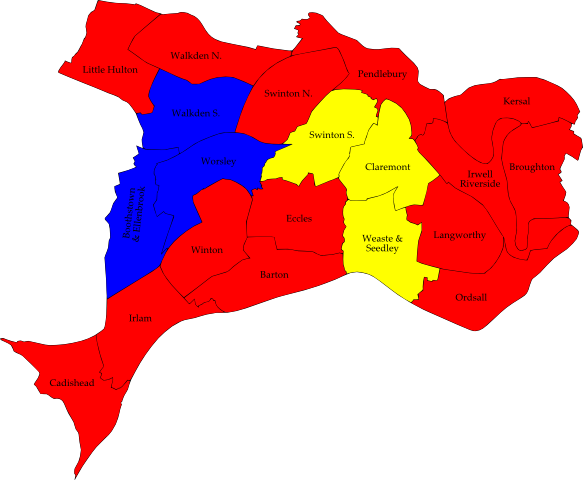 Walkden N.
Little Hulton
Pendlebury
Swinton N.
Kersal
Walkden S.
Swinton S.
Worsley
Claremont
Broughton
Irwell
Riverside
Boothstown
& Ellenbrook
Eccles
Winton
Langworthy
Weaste &
Seedley
Barton
Ordsall
Irlam
Cadishead